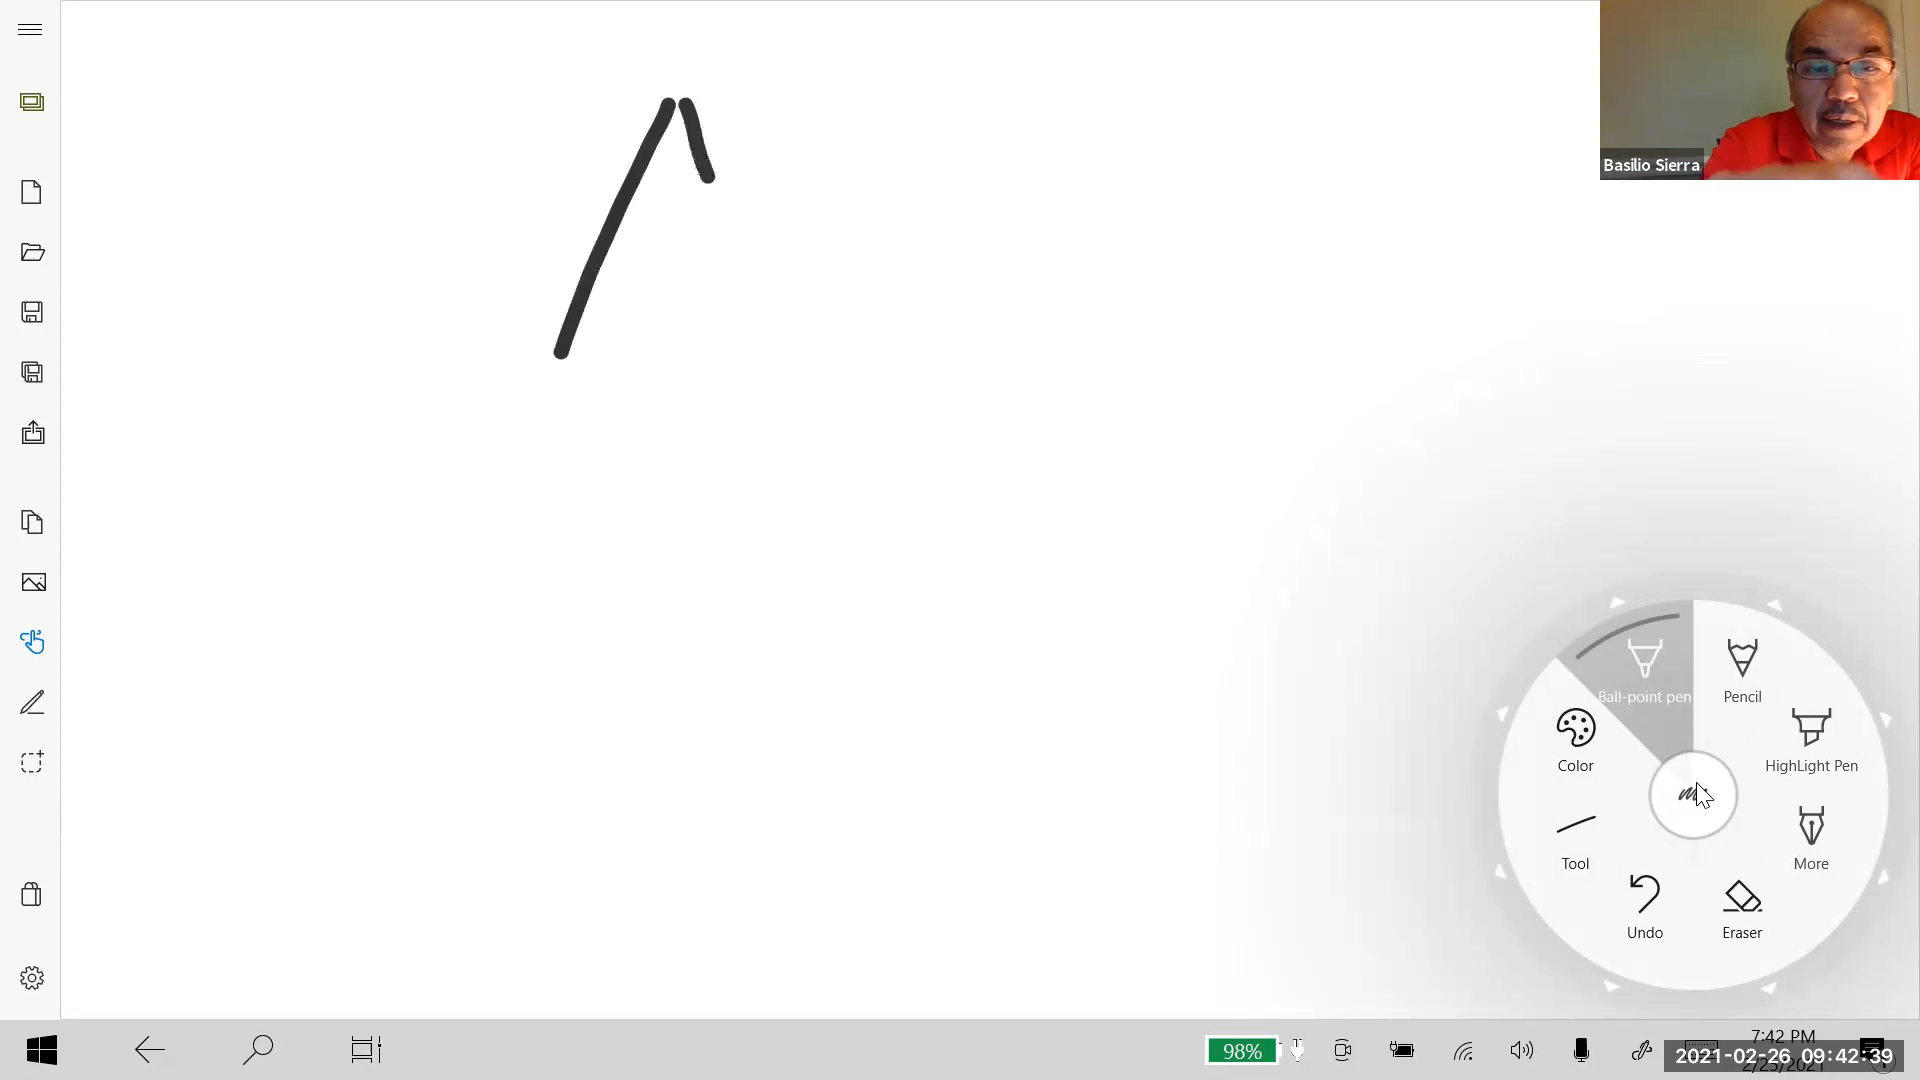 Basilio Sierra
Ball-point pen
Pencil
Color
HighLight Pen
Tool
More
Undo
Eraser
98%
7:42 PM
2021-02-26 09:42:39